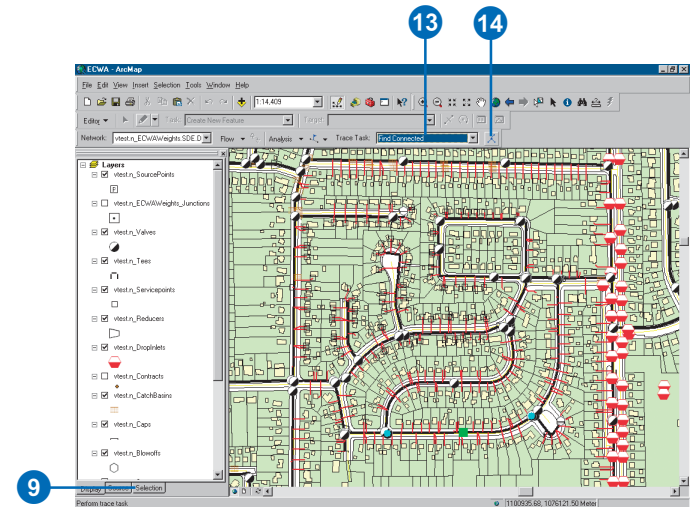 13
14
ECWA - ArcMap
File Edit View Insert Selection Tools Window Help
1:14,409
Editor Task: Create New Feature Target:
Network: vtest.n_ECWAWeights.SDE.D Flow Analysis Trace Task: Find Connected
Layers
vtest.n_SourcePoints
vtest.n_ECWAWeights_Junctions
vtest.n_Valves
vtest.n_Tees
vtest.n_Servicepoints
vtest.n_Reducers
vtest.n_DropInlets
vtest.n_Contracts
vtest.n_CatchBasins
vtest.n_Caps
vtest.n_Blowoffs
9
Display Source Selection
Perform trace task
1100935.68, 1076121.50 Meter